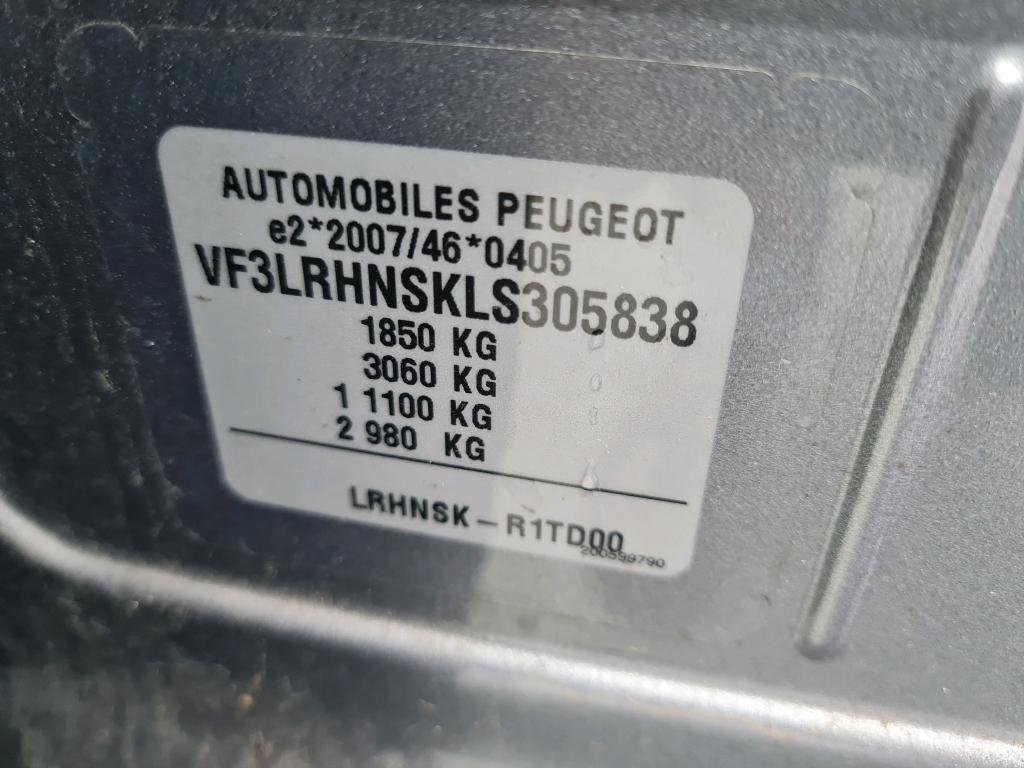 AUTOMOBILES PEUGEOT
e2*2007/46*0405
VF3LRHNSKLS305838
1850 KG
3060 KG
1 1100 KG
2 980 KG
LRHNSK - R1TD00
200599790